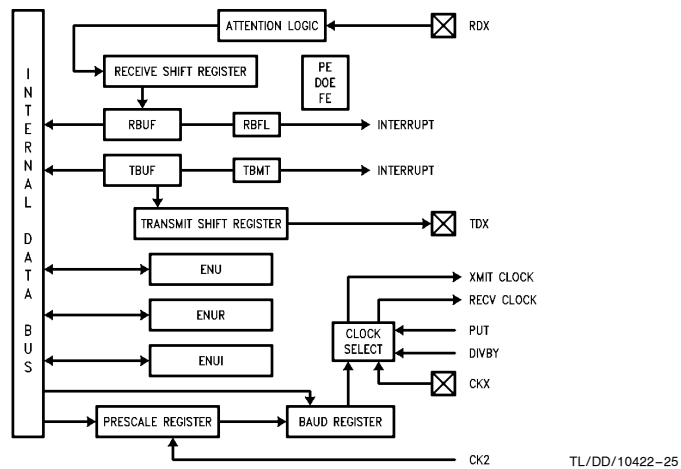 ATTENTION LOGIC
RDX
RECEIVE SHIFT REGISTER
PE
DOE
FE
INTERNAL DATA BUS
RBUF
RBFL
INTERRUPT
TBUF
TBMT
INTERRUPT
TRANSMIT SHIFT REGISTER
TDX
ENU
XMIT CLOCK
RECV CLOCK
ENUR
CLOCK
SELECT
PUT
DIVBY
ENUI
CKX
PRESCALE REGISTER
BAUD REGISTER
CK2
TL/DD/10422–25